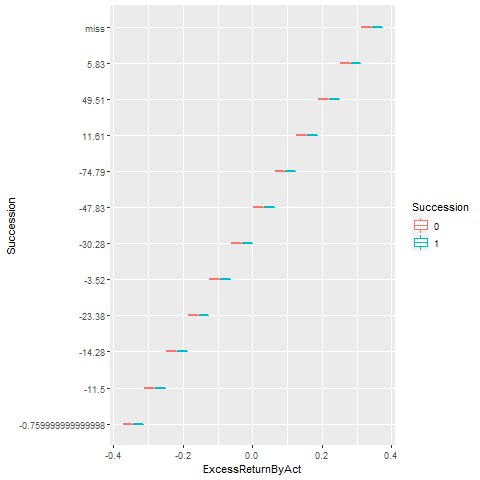 miss
5.83
49.51
11.61
-74.79
-47.83
-30.28
-3.52
-23.38
-14.28
-11.5
-0.759999999999998
Succession
-0.4 -0.2 0.0 0.2 0.4
ExcessReturnByAct
Succession
0
1